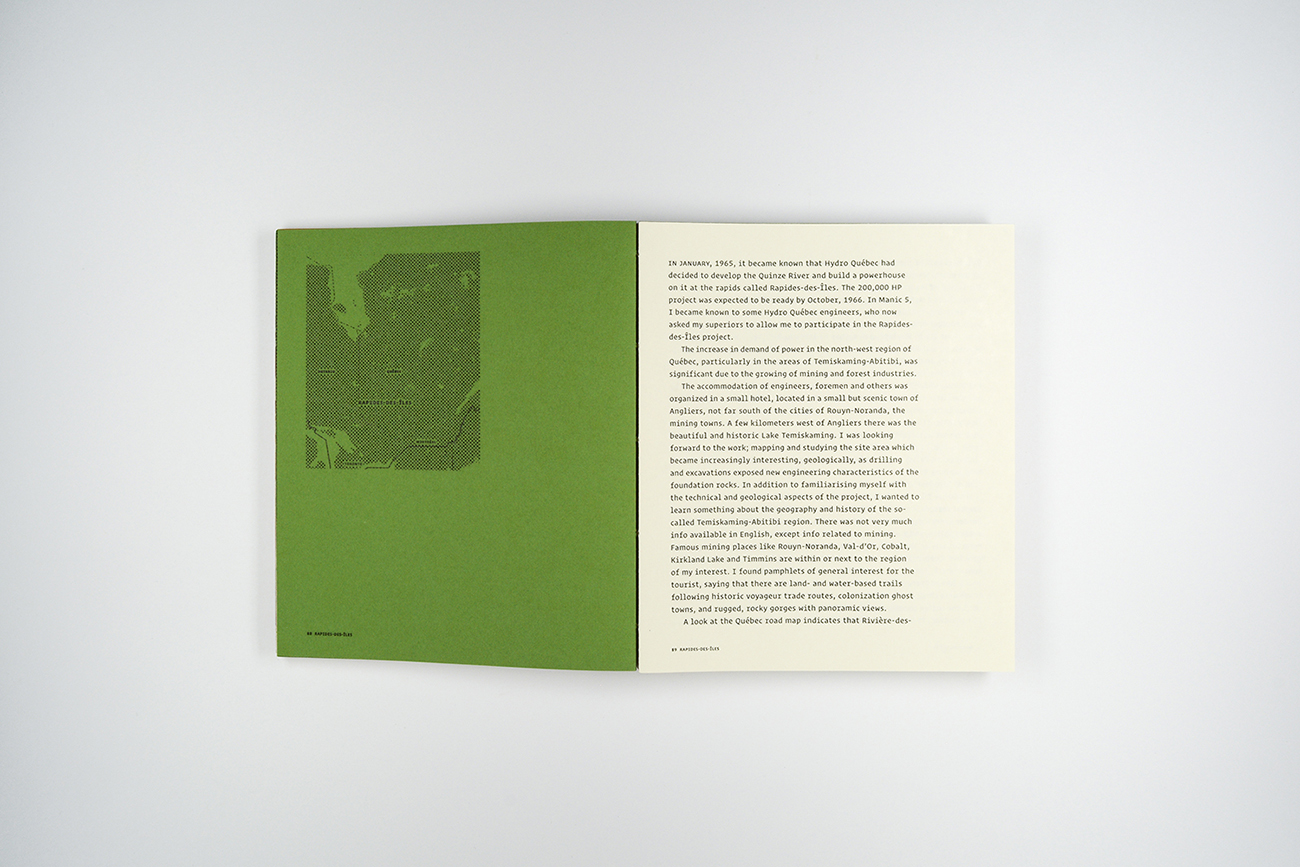 RAPIDES-DES-ÎLES
88 RAPIDES-DES-ÎLES
IN JANUARY, 1965, it became known that Hydro Québec had
decided to develop the Quinze River and build a powerhouse
on it at the rapids called Rapides-des-Îles. The 200,000 HP
project was expected to be ready by October, 1966. In Manic 5,
I became known to some Hydro Québec engineers, who now
asked my superiors to allow me to participate in the Rapides-
des-Îles project.
The increase in demand of power in the north-west region of
Québec, particularly in the areas of Temiskaming-Abitibi, was
significant due to the growing of mining and forest industries.
The accommodation of engineers, foremen and others was
organized in a small hotel, located in a small but scenic town of
Angliers, not far south of the cities of Rouyn-Noranda, the
mining towns. A few kilometers west of Angliers there was the
beautiful and historic Lake Temiskaming. I was looking
forward to the work; mapping and studying the site area which
became increasingly interesting, geologically, as drilling
and excavations exposed new engineering characteristics of the
foundation rocks. In addition to familiarising myself with
the technical and geological aspects of the project, I wanted to
learn something about the geography and history of the so-
called Temiskaming-Abitibi region. There was not very much
info available in English, except info related to mining.
Famous mining places like Rouyn-Noranda, Val-d'Or, Cobalt,
Kirkland Lake and Timmins are within or next to the region
of my interest. I found pamphlets of general interest for the
tourist, saying that there are land- and water-based trails
following historic voyageur trade routes, colonization ghost
towns, and rugged, rocky gorges with panoramic views.
A look at the Québec road map indicates that Rivière-des-
89 RAPIDES-DES-ÎLES